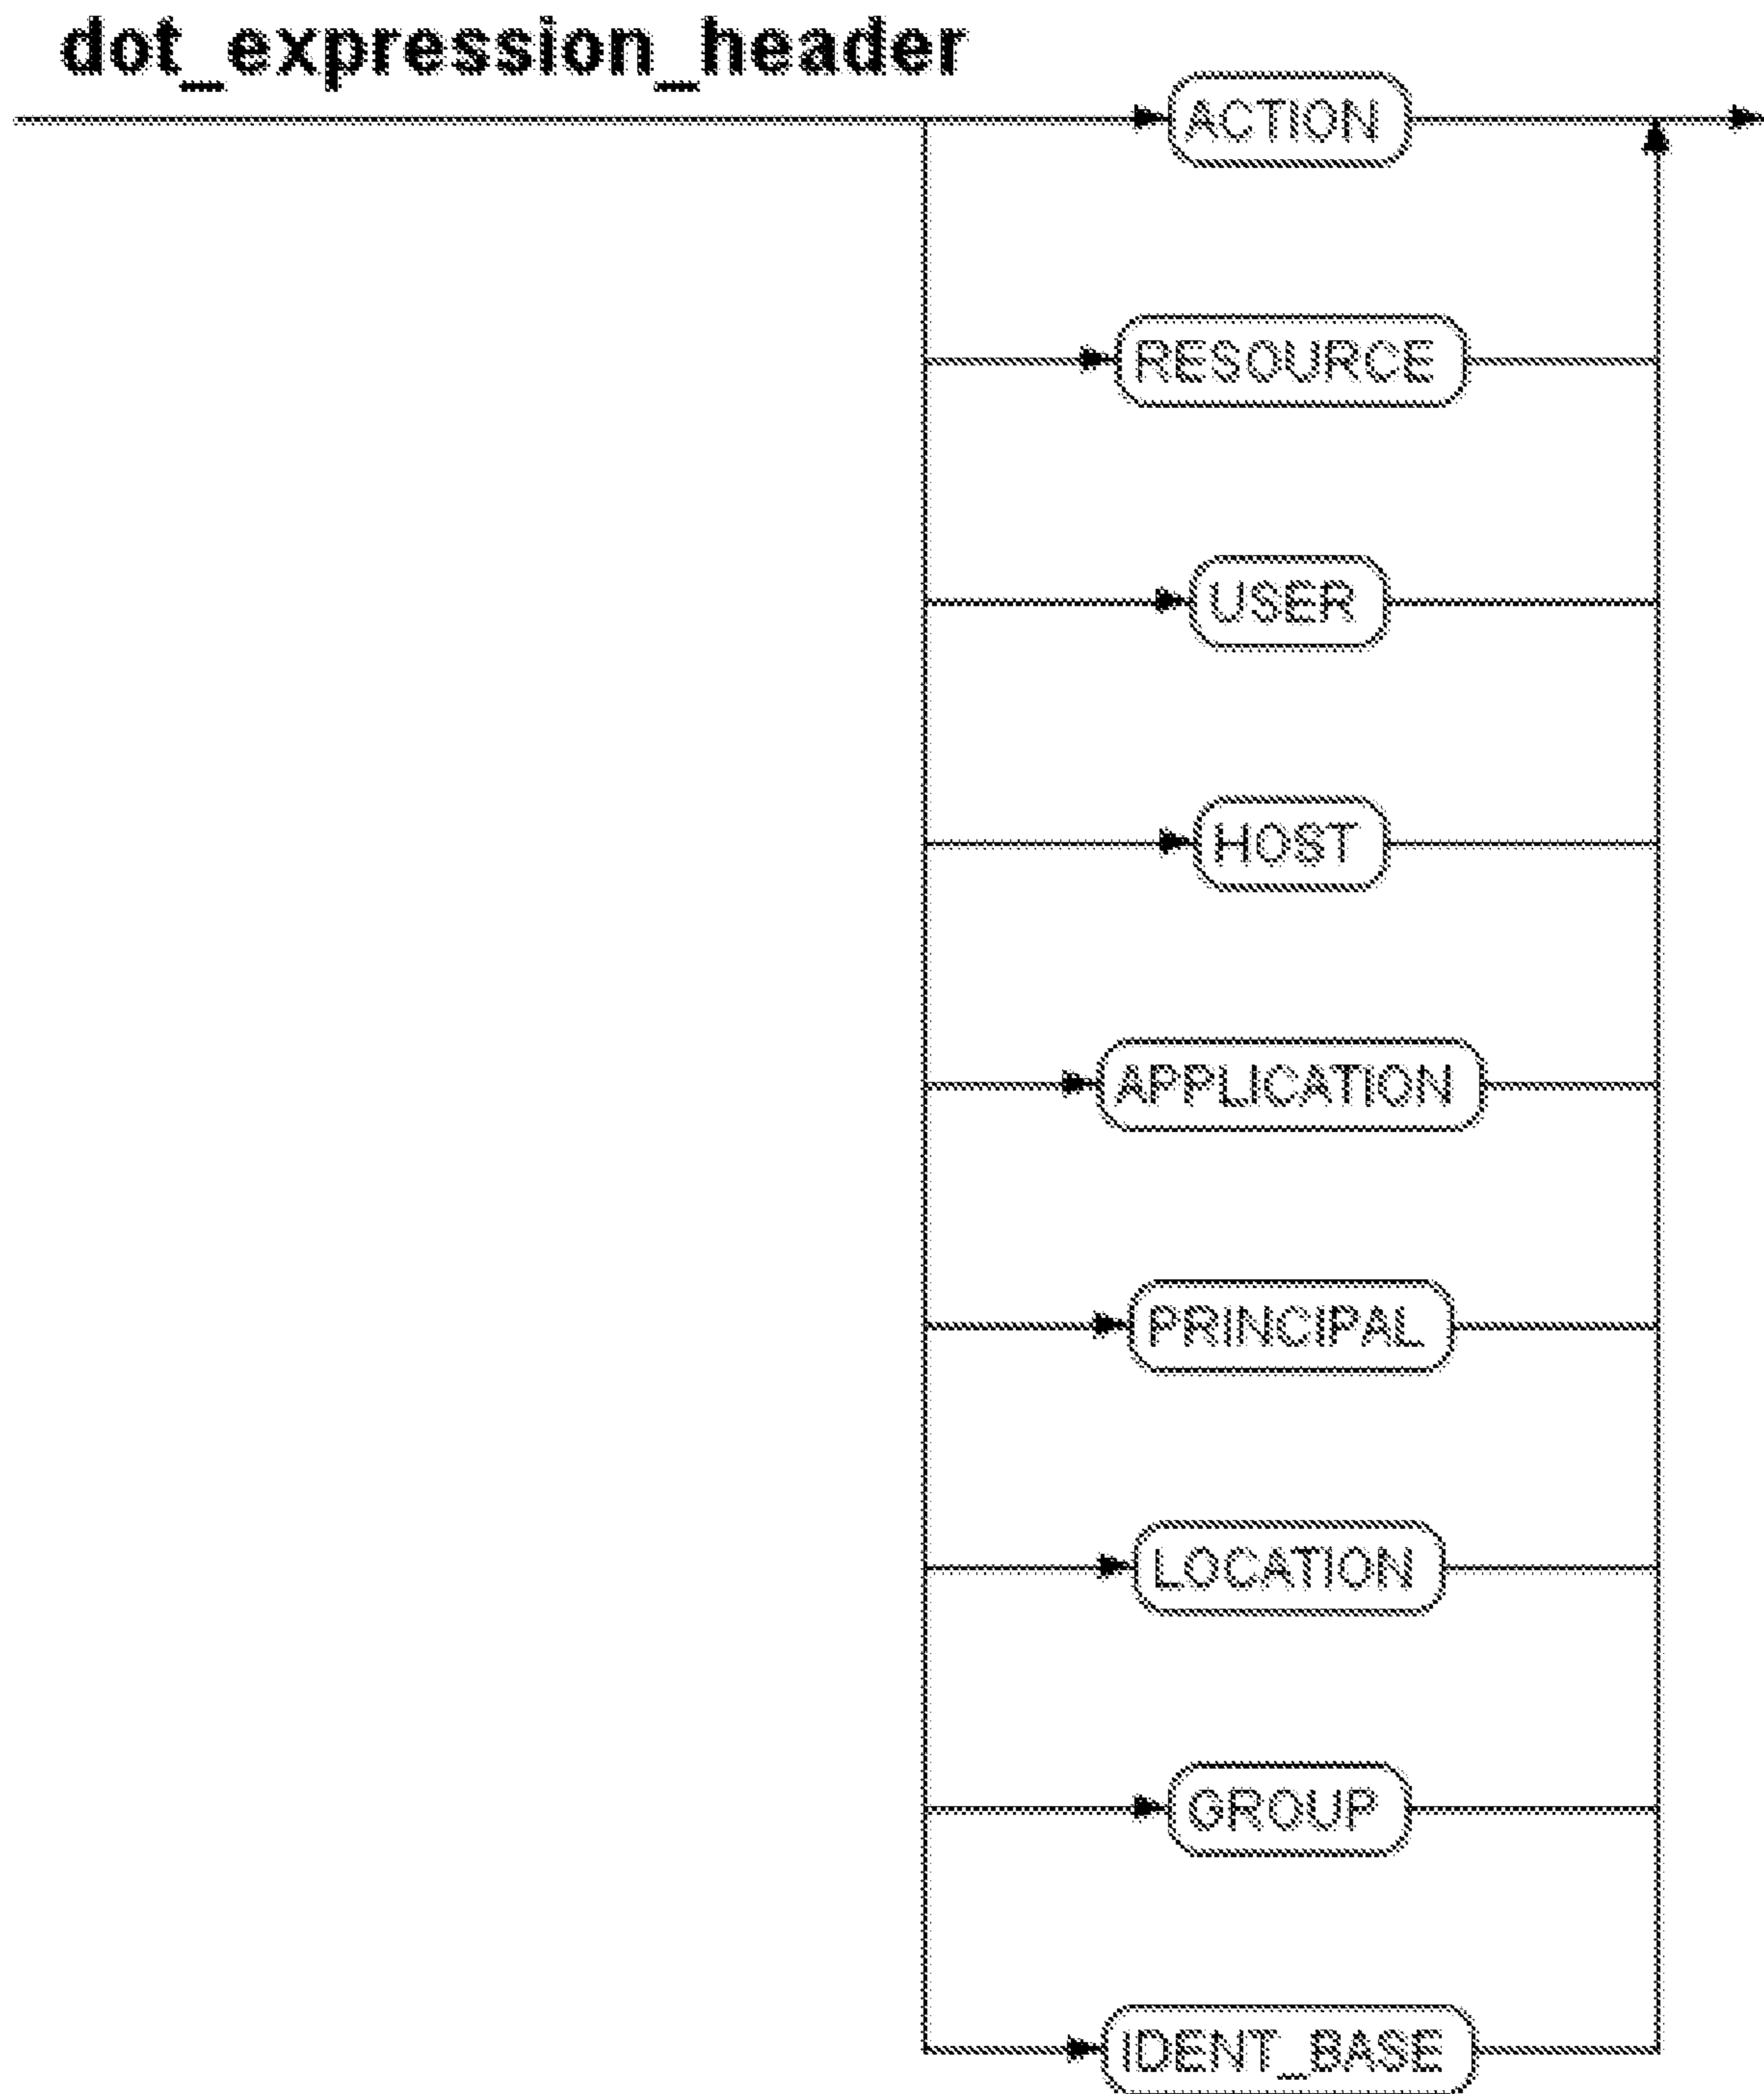 dot_expression_header
ACTION
RESOURCE
USER
HOST
APPLICATION
PRINCIPAL
LOCATION
GROUP
IDENT_BASE